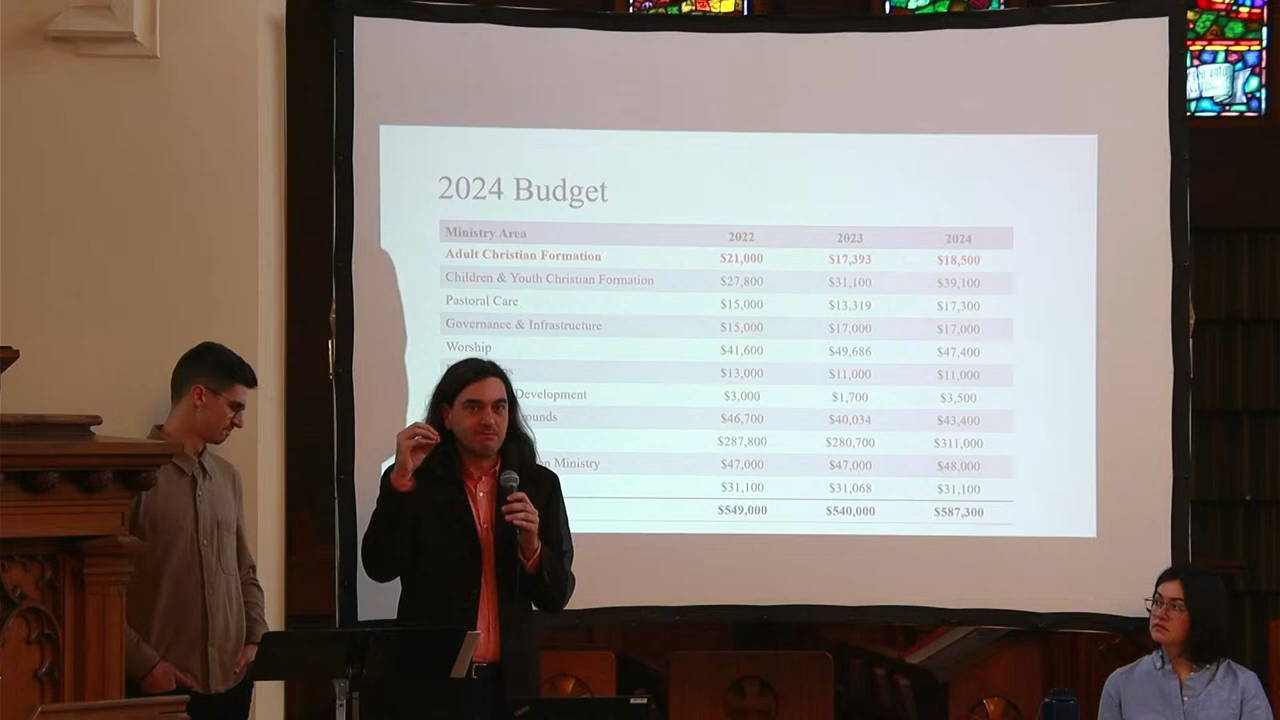 2024 Budget
Ministry Area 2022 2023 2024
Adult Christian Formation $21,000 $17,393 $18,500
Children & Youth Christian Formation $27,800 $31,100 $39,100
Pastoral Care $15,000 $13,319 $17,300
Governance & Infrastructure $15,000 $17,000 $17,000
Worship $41,600 $49,686 $47,400
$13,000 $11,000 $11,000
Development $3,000 $1,700 $3,500
$46,700 $40,034 $43,400
$287,800 $280,700 $311,000
Ministry $47,000 $47,000 $48,000
$31,100 $31,068 $31,100
$549,000 $540,000 $587,300